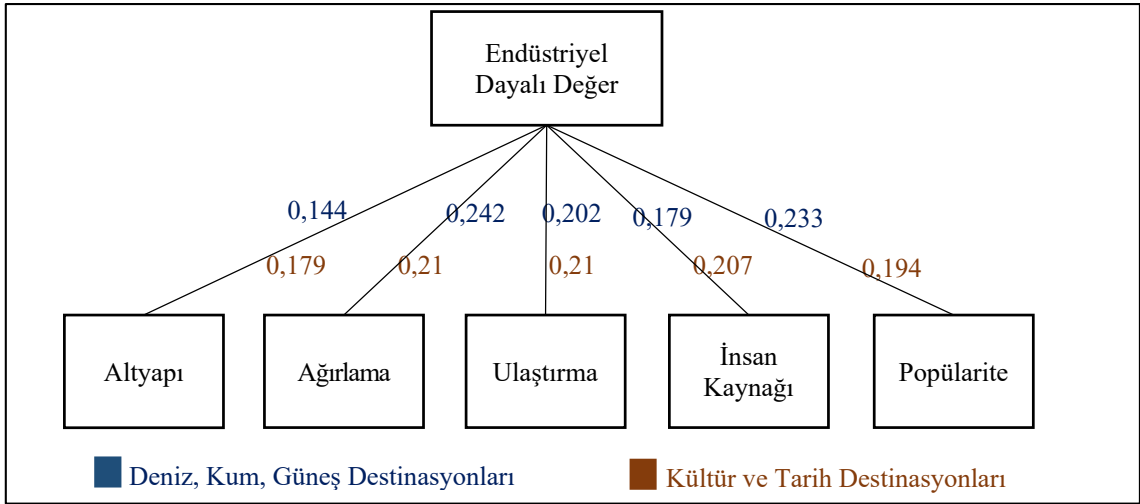 Endüstriyel
Dayalı Değer
0,144
0,242
0,202
0,179
0,233
0,179
0,21
0,21
0,207
0,194
Altyapı
Ağırlama
Ulaştırma
İnsan
Kaynağı
Popülarite
Deniz, Kum, Güneş Destinasyonları
Kültür ve Tarih Destinasyonları